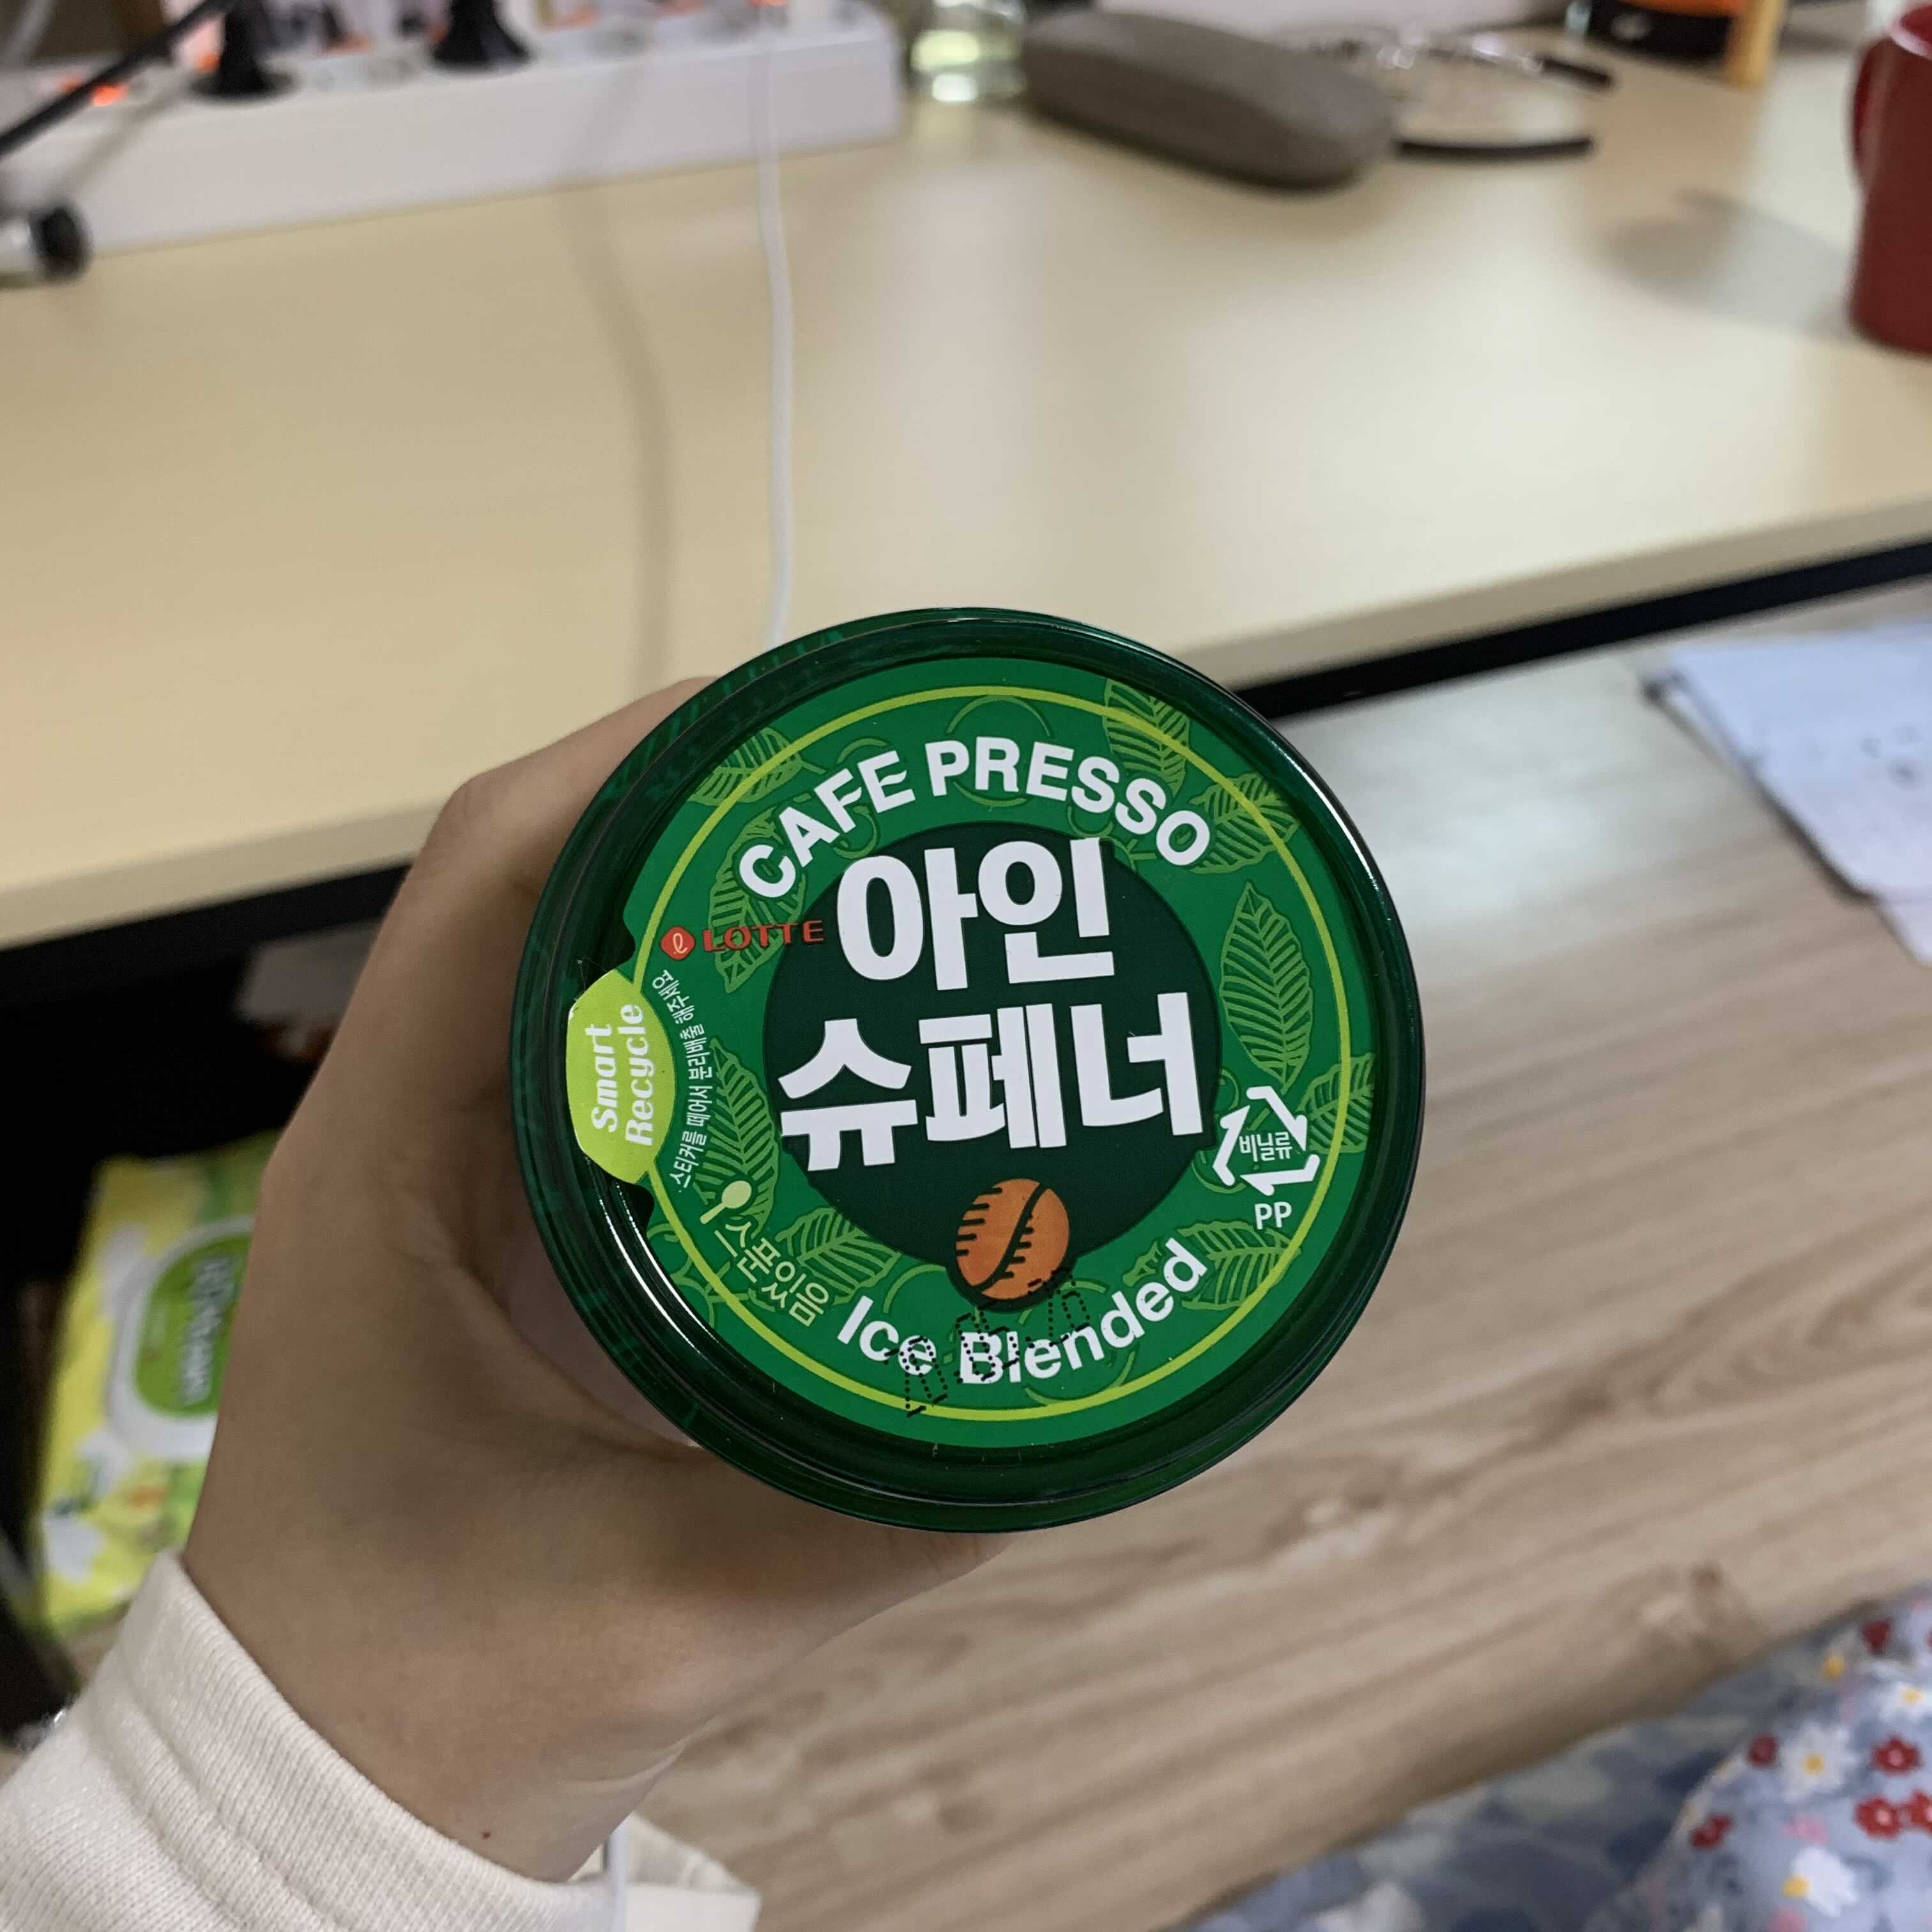 CAFE PRESSO
LOTTE
아인
슈페너
Smart
Recycle
스티커를 떼어서 분리배출 해주세요
스푼있음
비닐류
PP
Ice Blended